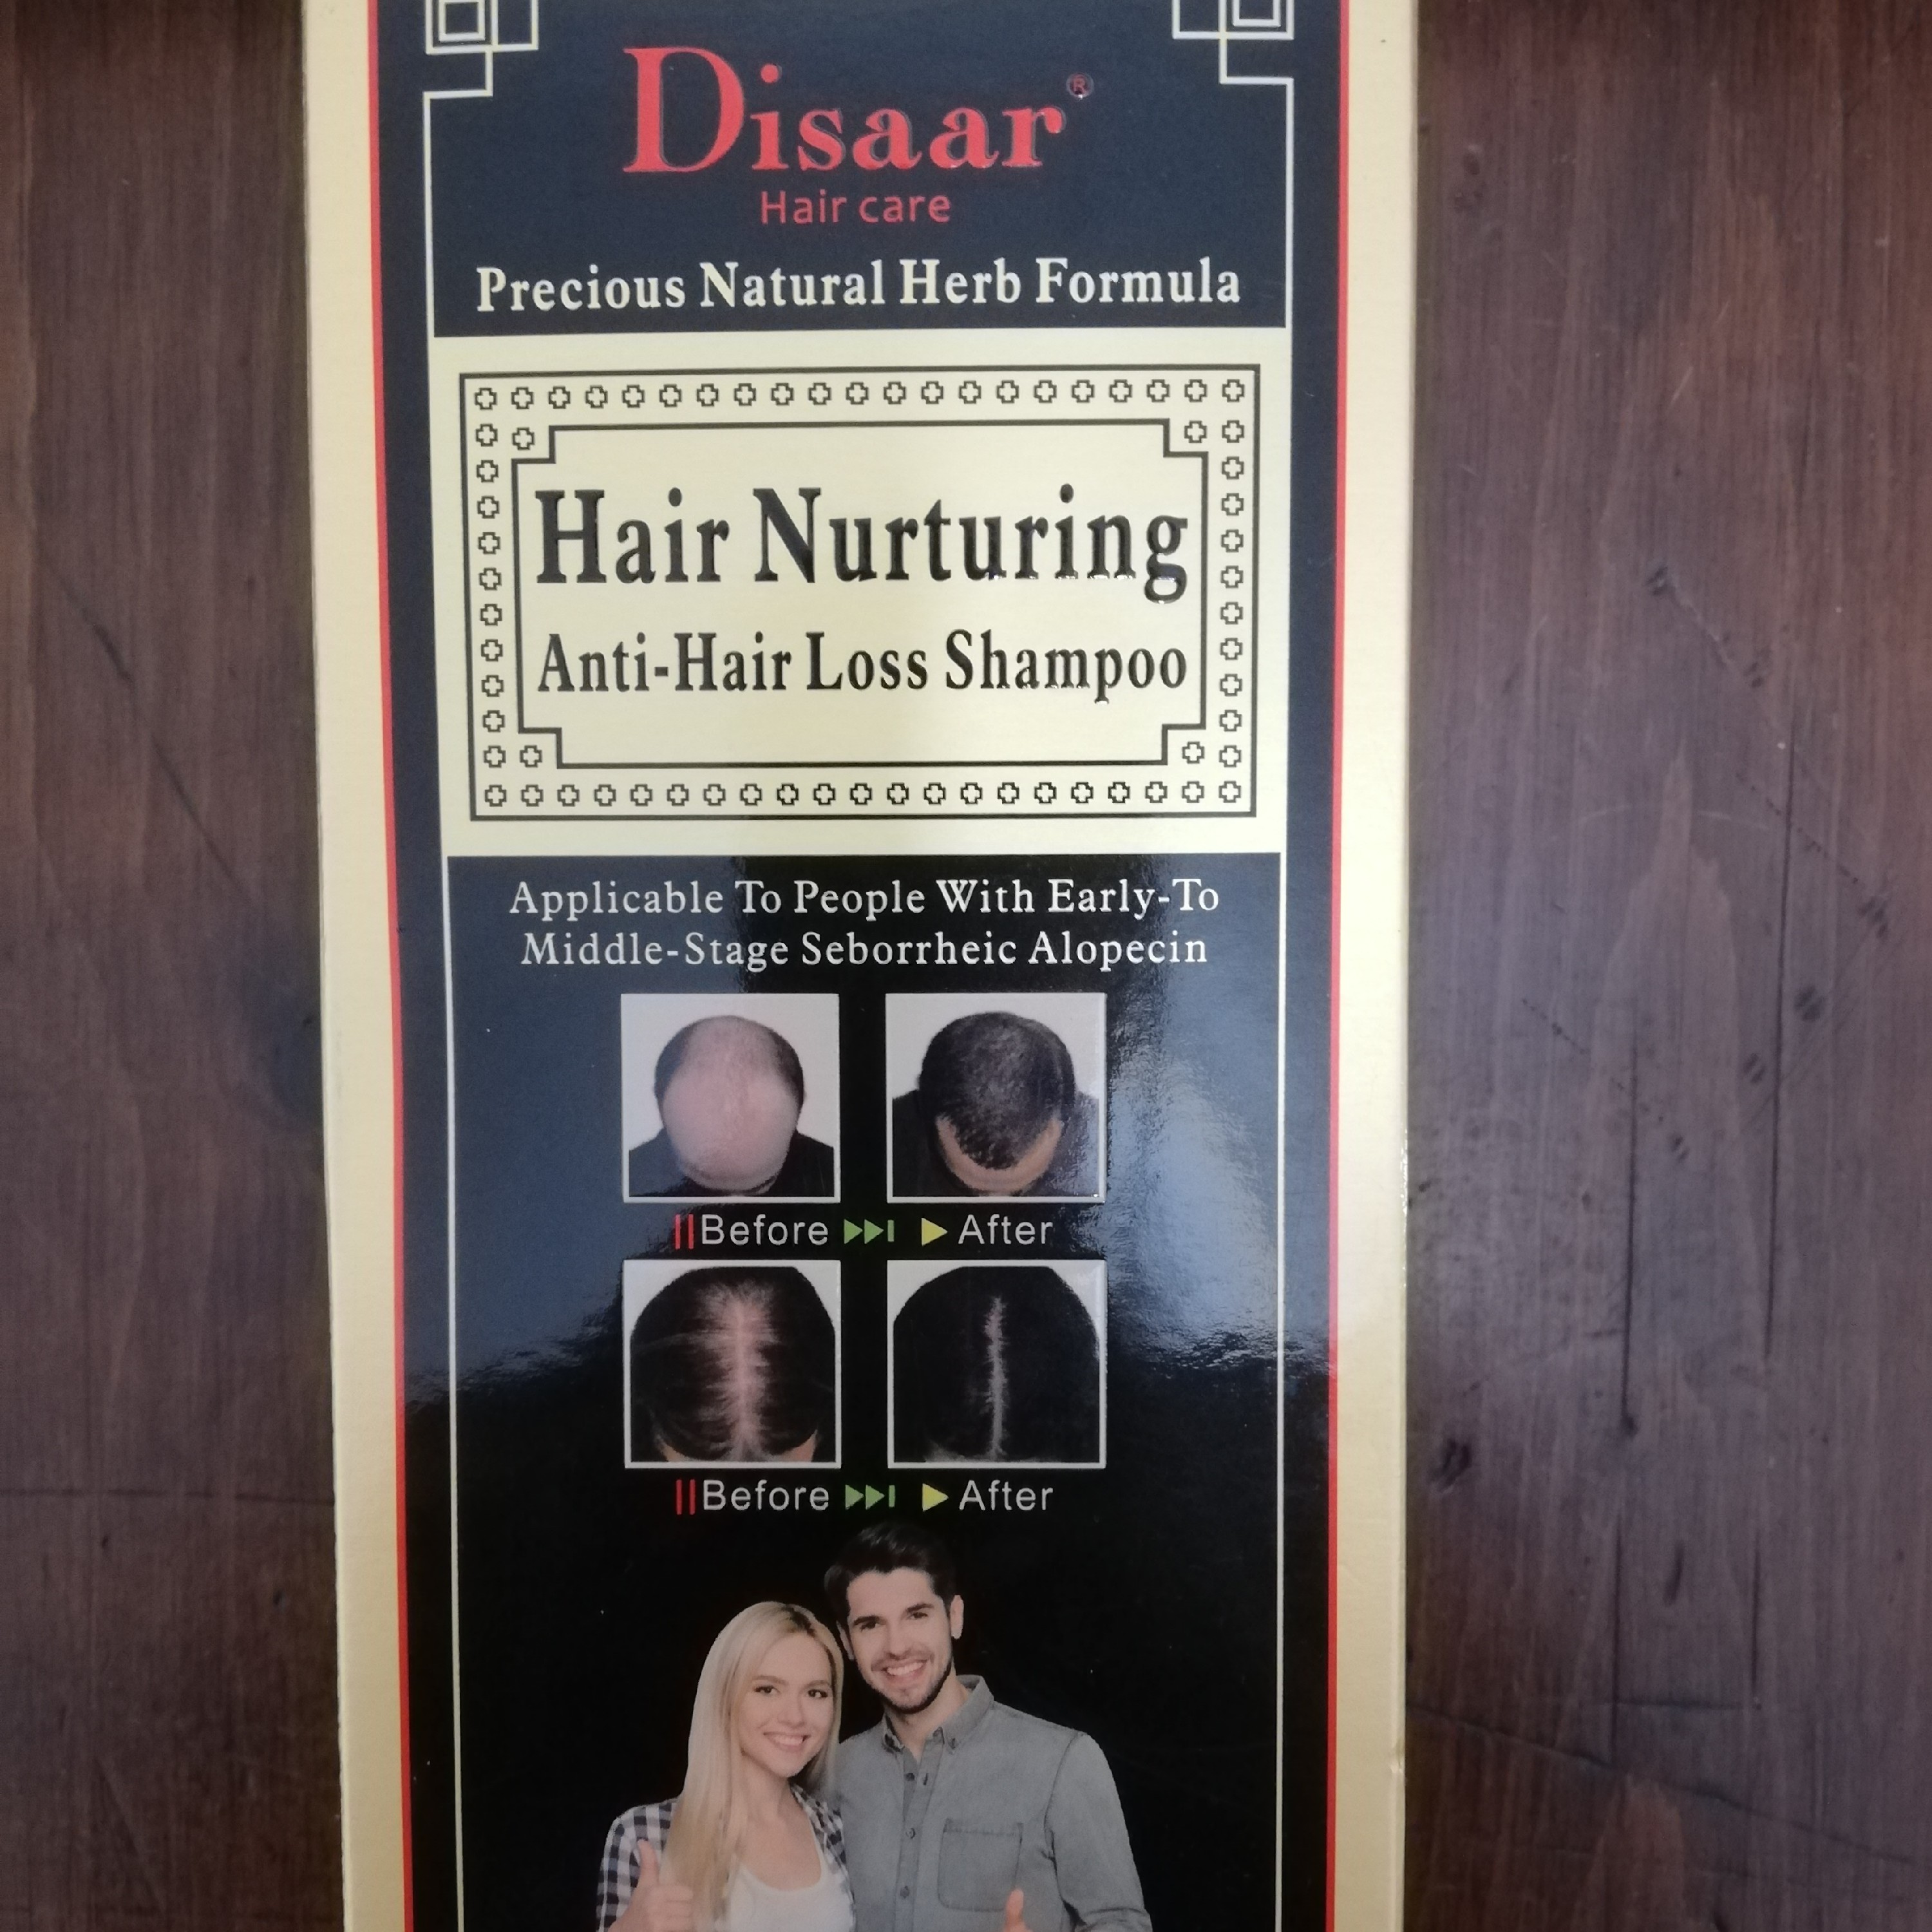 Disaar®
Hair care
Precious Natural Herb Formula
Hair Nurturing
Anti-Hair Loss Shampoo
Applicable To People With Early-To
Middle-Stage Seborrheic Alopecin
Before After
Before After